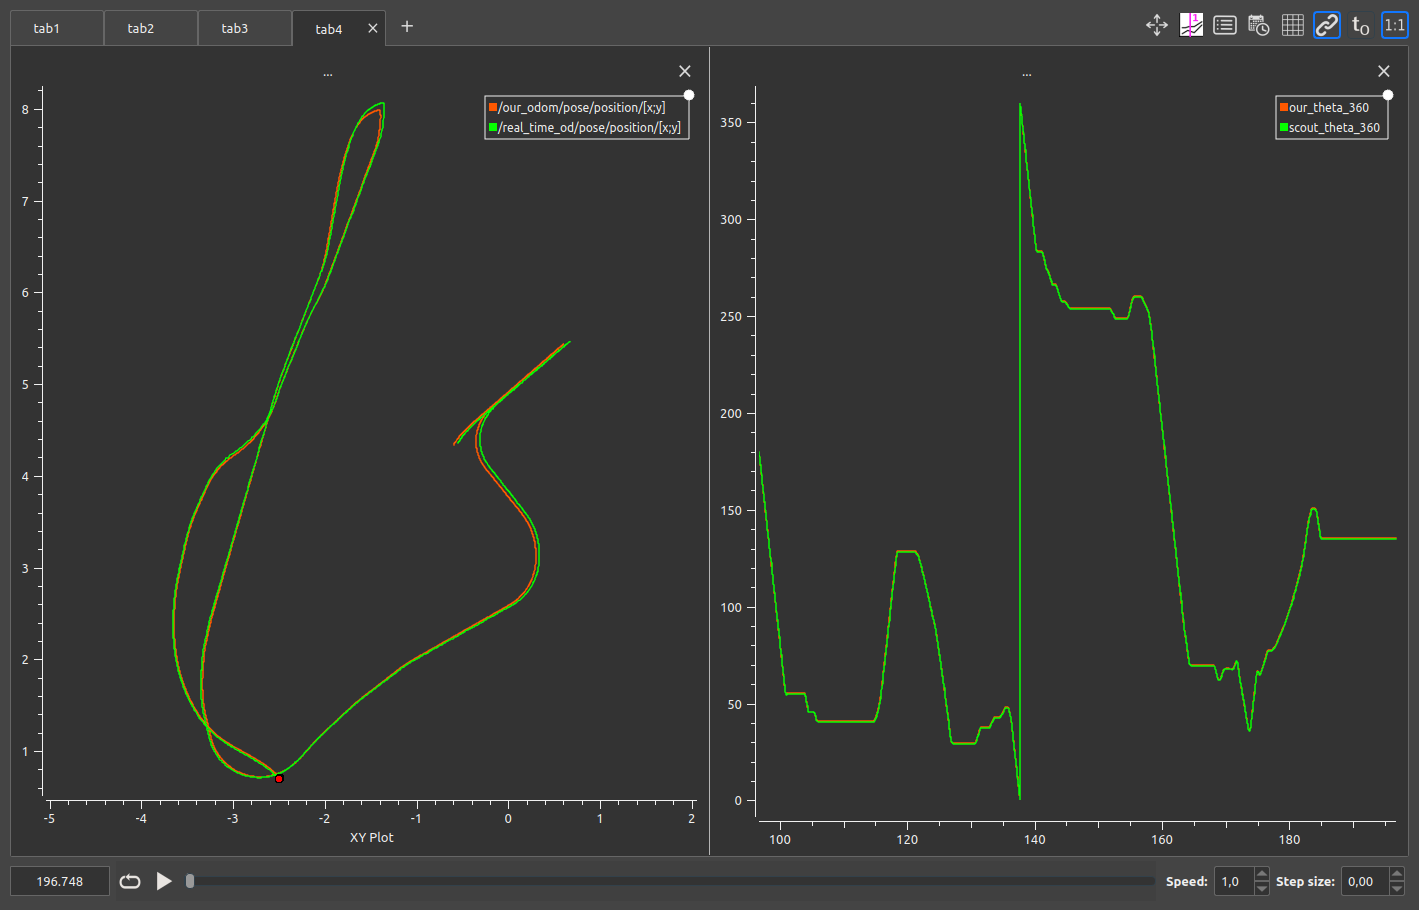 tab1 tab2 tab3 tab4 +
1 t0 1:1
...
/our_odom/pose/position/[x;y]
/real_time_od/pose/position/[x;y]
8
7
6
5
4
3
2
1
-5 -4 -3 -2 -1 0 1 2
XY Plot
...
our_theta_360
scout_theta_360
350
300
250
200
150
100
50
0
100 120 140 160 180
196.748 Speed: 1,0 Step size: 0,00